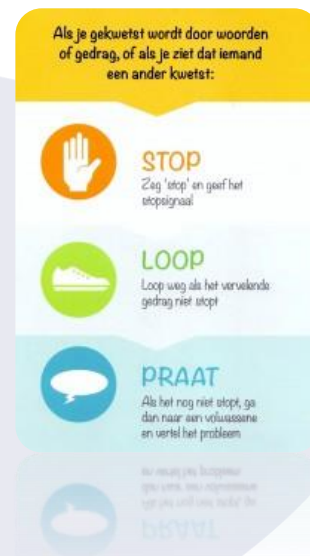 Als je gekwetst wordt door woorden
of gedrag, of als je ziet dat iemand
een ander kwetst:
STOP
Zeg 'stop' en geef het
stopsignaal
LOOP
Loop weg als het vervelende
gedrag niet stopt
PRAAT
Als het nog niet stopt, ga
dan naar een volwassene
en vertel het probleem